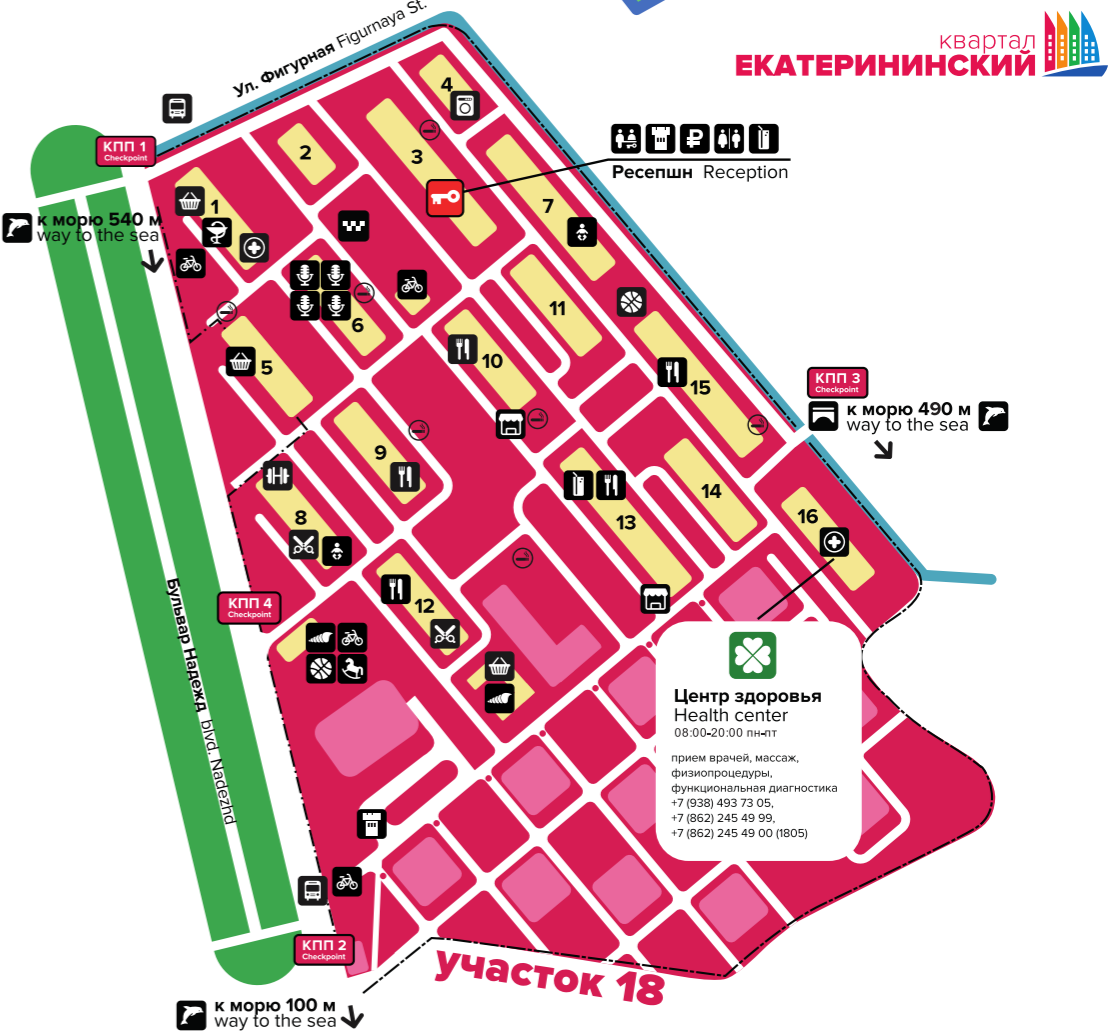 Ул. Фигурная Figurnaya St.
квартал
ЕКАТЕРИНИНСКИЙ
КПП 1
Checkpoint
к морю 540 м
way to the sea
Ресепшн Reception
1
2
3
4
5
6
7
8
9
10
11
12
13
14
15
16
КПП 3
Checkpoint
к морю 490 м
way to the sea
КПП 4
Checkpoint
Бульвар Надежд blvd. Nadezhd
Центр здоровья
Health center
08:00-20:00 пн-пт
прием врачей, массаж,
физиопроцедуры,
функциональная диагностика
+7 (938) 493 73 05,
+7 (862) 245 49 99,
+7 (862) 245 49 00 (1805)
КПП 2
Checkpoint
участок 18
к морю 100 м
way to the sea